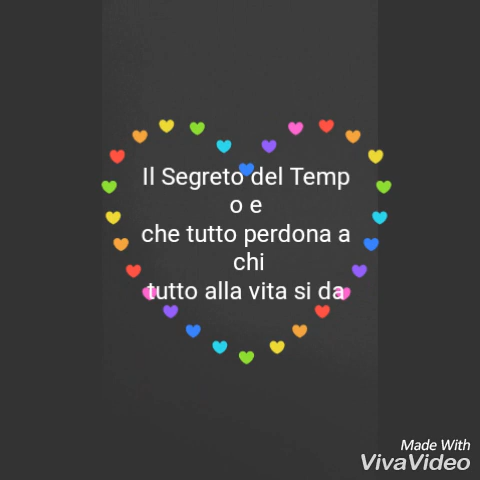 Il Segreto del Temp
o e
che tutto perdona a
chi
tutto alla vita si da
Made With
VivaVideo